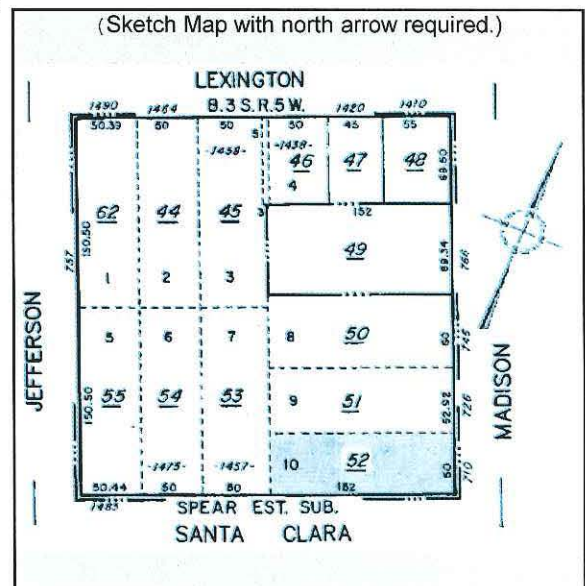 (Sketch Map with north arrow required.)
LEXINGTON
B.3 S.R.5 W.
1490 1464 1420 1410
50.39 50 50 5 50 45 55
-1458- -1438-
46 47 48 69.50
4
62 44 45 3 152
757 150.50
49 69.34 766
1 2 3
5 6 7 8 50 60 745
JEFFERSON
MADISON
55 54 53 9 51 52.92 726
150.50
10 52 50 710
-1475- -1457-
50.44 50 50 152
1485
SPEAR EST. SUB.
SANTA CLARA